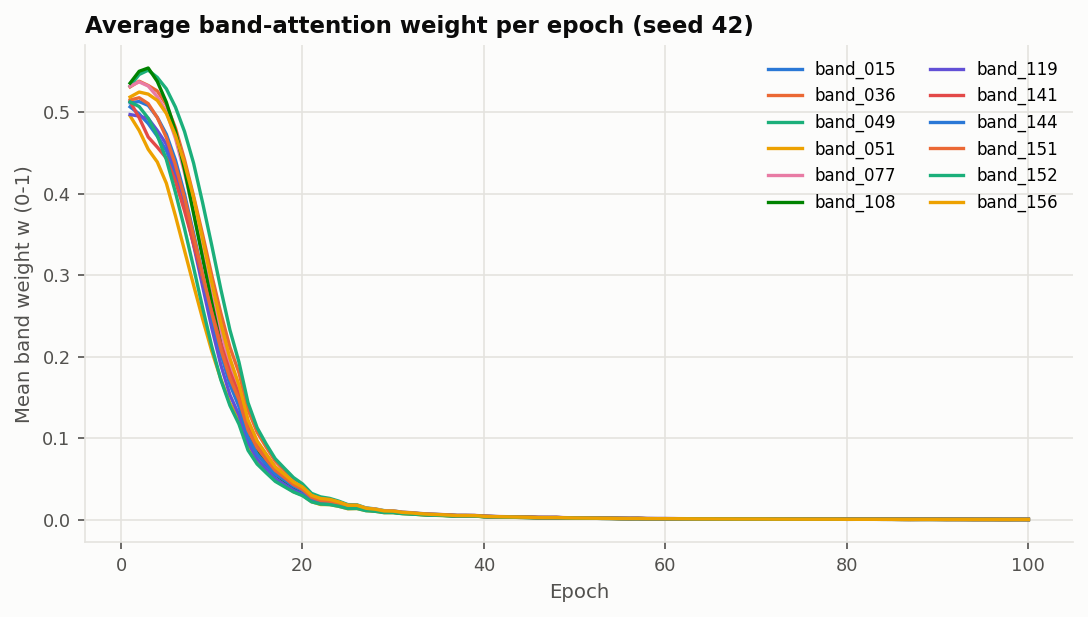 Average band-attention weight per epoch (seed 42)
band_015
band_036
band_049
band_051
band_077
band_108
band_119
band_141
band_144
band_151
band_152
band_156
Mean band weight w (0-1)
0.5
0.4
0.3
0.2
0.1
0.0
0 20 40 60 80 100
Epoch